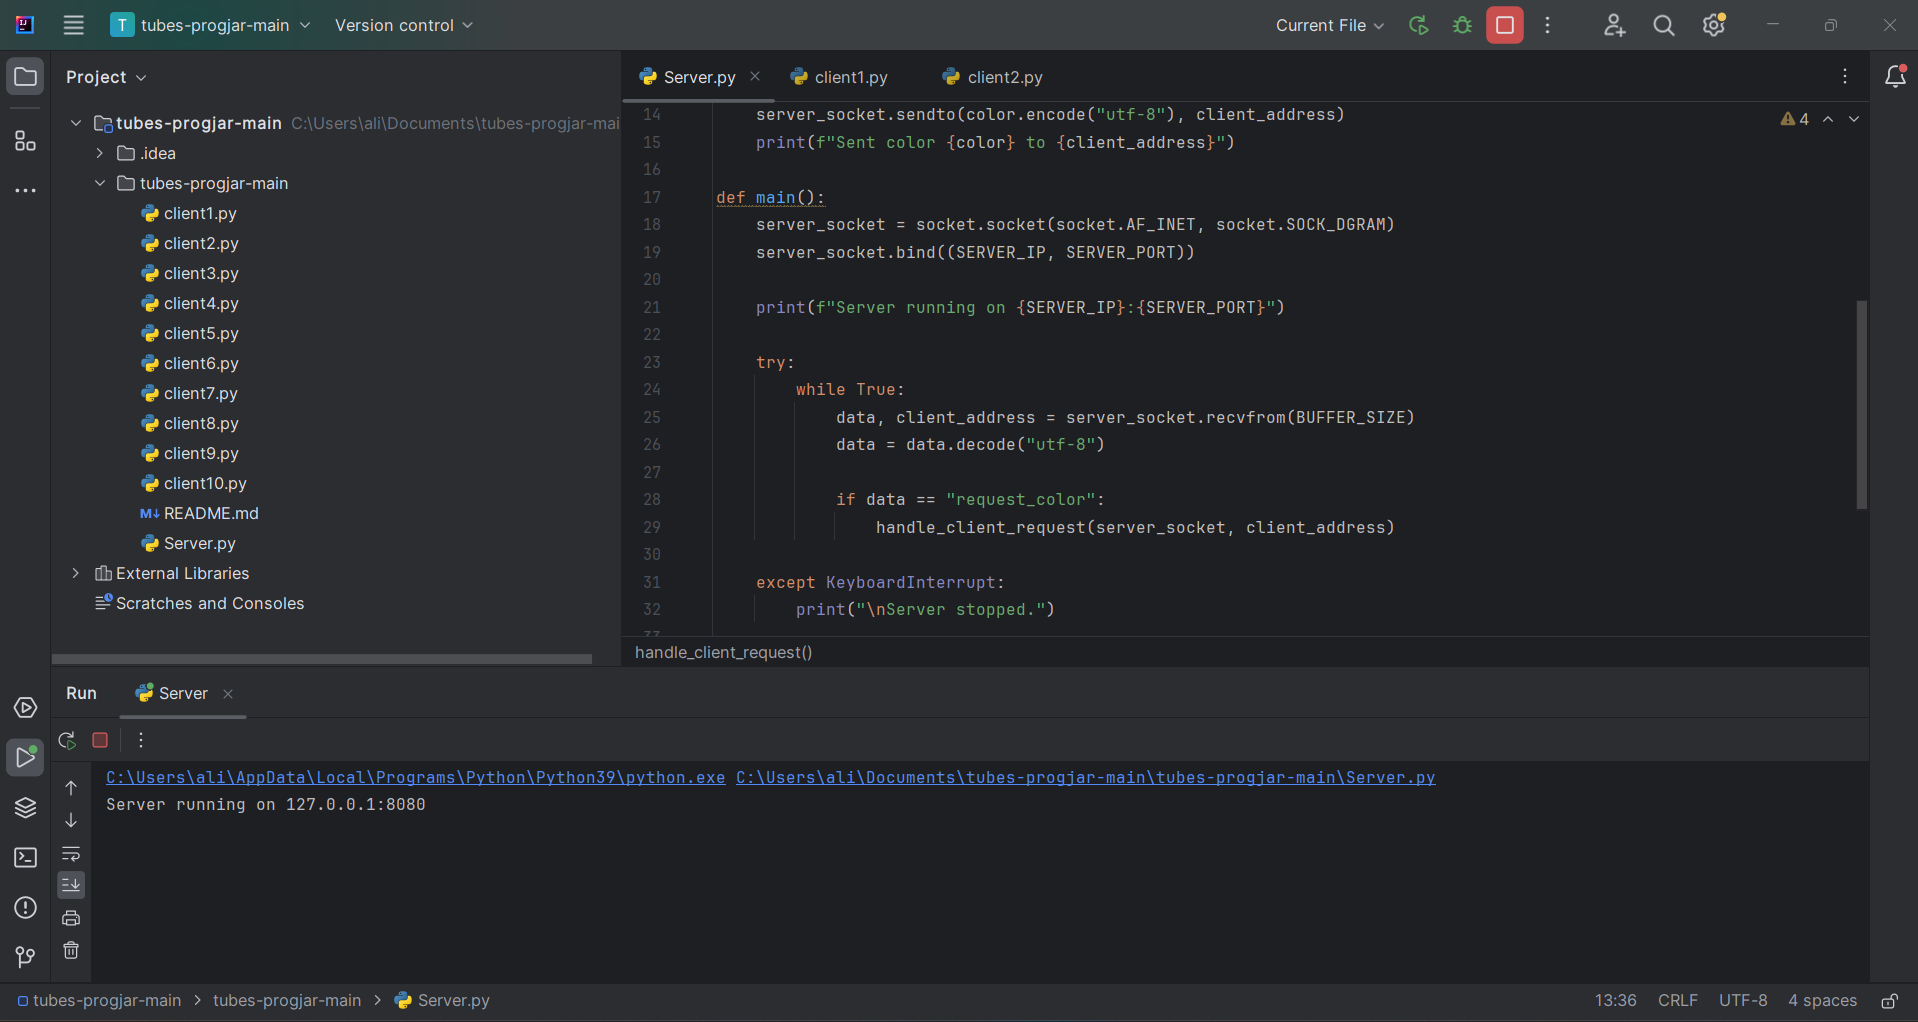 T tubes-progjar-main Version control Current File
Project
tubes-progjar-main C:\Users\ali\Documents\tubes-progjar-mai
.idea
tubes-progjar-main
client1.py
client2.py
client3.py
client4.py
client5.py
client6.py
client7.py
client8.py
client9.py
client10.py
README.md
Server.py
External Libraries
Scratches and Consoles
Server.py client1.py client2.py
4
14 server_socket.sendto(color.encode("utf-8"), client_address)
15 print(f"Sent color {color} to {client_address}")
16
17 def main():
18 server_socket = socket.socket(socket.AF_INET, socket.SOCK_DGRAM)
19 server_socket.bind((SERVER_IP, SERVER_PORT))
20
21 print(f"Server running on {SERVER_IP}:{SERVER_PORT}")
22
23 try:
24 while True:
25 data, client_address = server_socket.recvfrom(BUFFER_SIZE)
26 data = data.decode("utf-8")
27
28 if data == "request_color":
29 handle_client_request(server_socket, client_address)
30
31 except KeyboardInterrupt:
32 print("\nServer stopped.")
33
handle_client_request()
Run Server
C:\Users\ali\AppData\Local\Programs\Python\Python39\python.exe C:\Users\ali\Documents\tubes-progjar-main\tubes-progjar-main\Server.py
Server running on 127.0.0.1:8080
tubes-progjar-main > tubes-progjar-main > Server.py 13:36 CRLF UTF-8 4 spaces